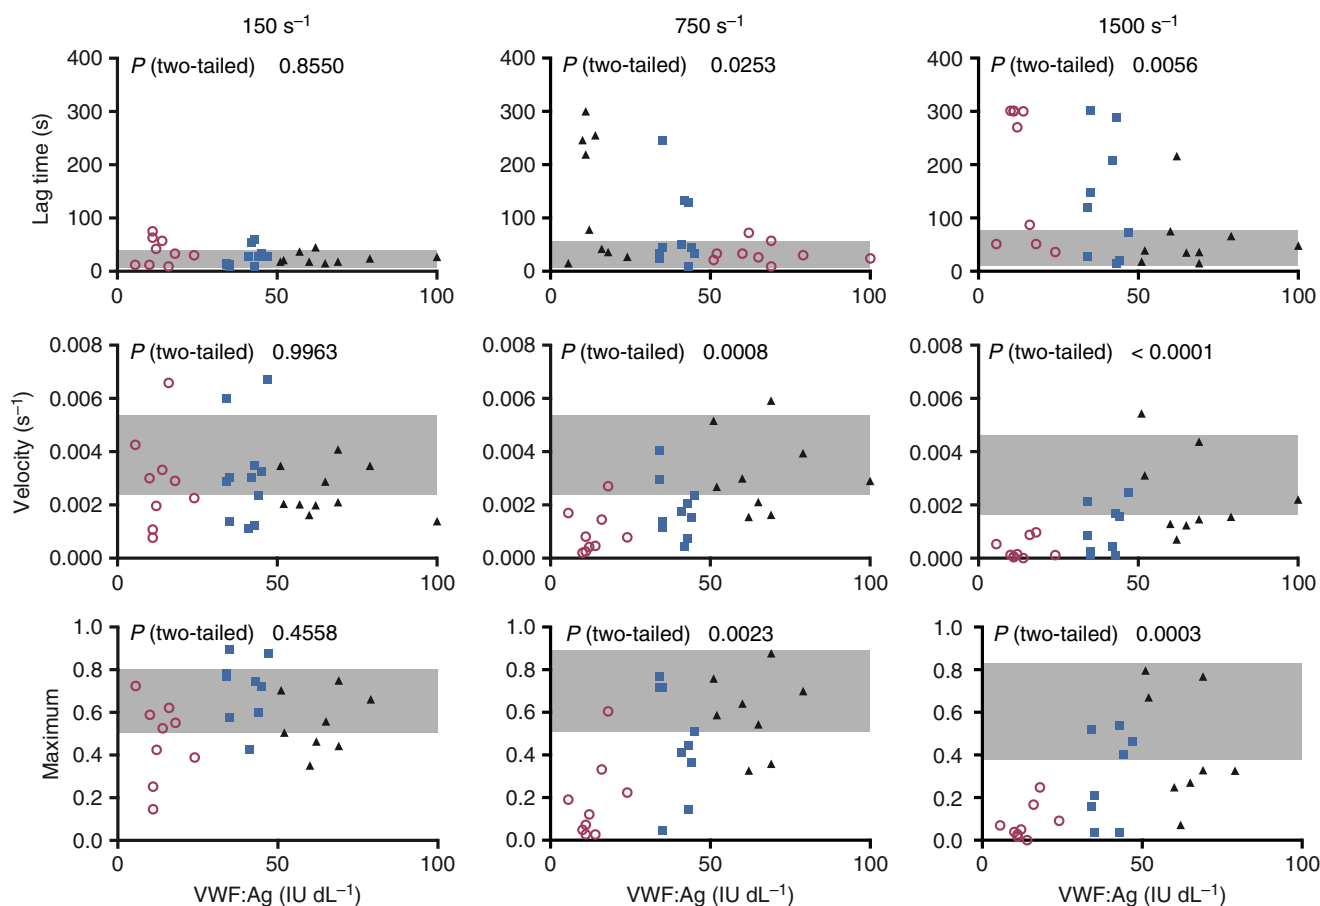 150 s⁻¹
750 s⁻¹
1500 s⁻¹
Lag time (s)
400
300
200
100
0
P (two-tailed) 0.8550
0 50 100
400
300
200
100
0
P (two-tailed) 0.0253
0 50 100
400
300
200
100
0
P (two-tailed) 0.0056
0 50 100
Velocity (s⁻¹)
0.008
0.006
0.004
0.002
0.000
P (two-tailed) 0.9963
0 50 100
0.008
0.006
0.004
0.002
0.000
P (two-tailed) 0.0008
0 50 100
0.008
0.006
0.004
0.002
0.000
P (two-tailed) < 0.0001
0 50 100
Maximum
1.0
0.8
0.6
0.4
0.2
0.0
P (two-tailed) 0.4558
0 50 100
VWF:Ag (IU dL⁻¹)
1.0
0.8
0.6
0.4
0.2
0.0
P (two-tailed) 0.0023
0 50 100
VWF:Ag (IU dL⁻¹)
1.0
0.8
0.6
0.4
0.2
0.0
P (two-tailed) 0.0003
0 50 100
VWF:Ag (IU dL⁻¹)